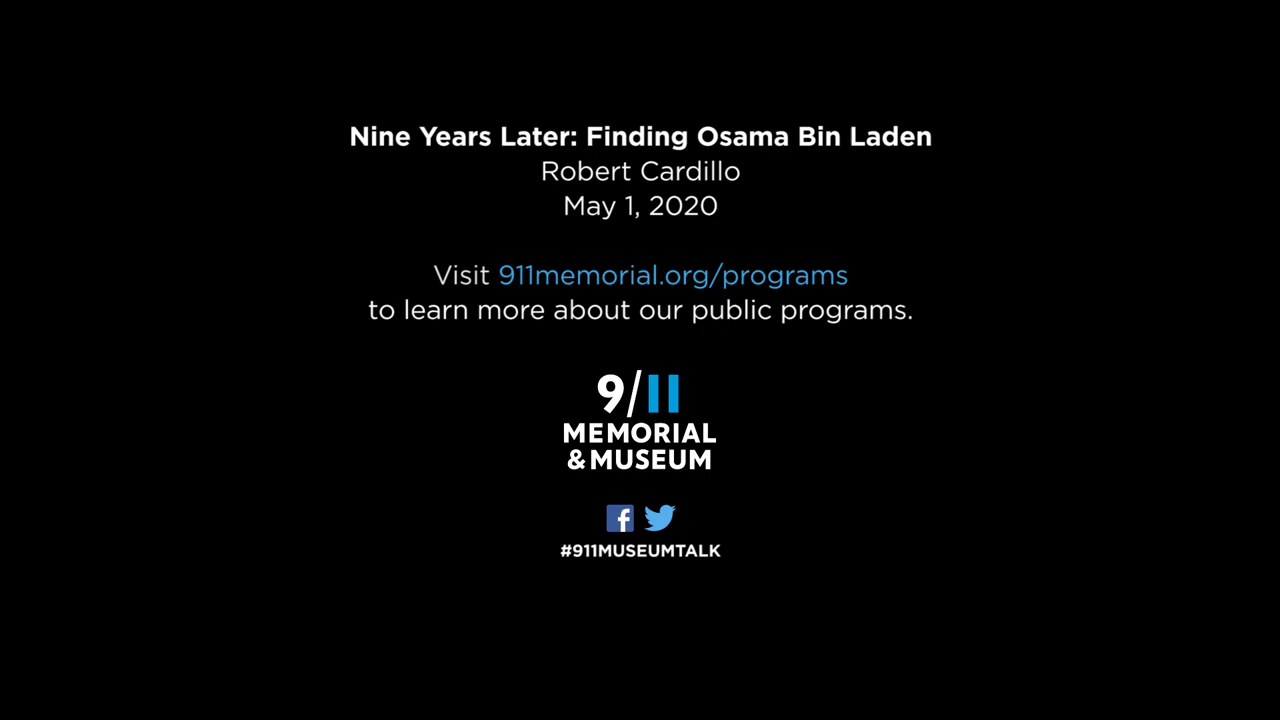 Nine Years Later: Finding Osama Bin Laden
Robert Cardillo
May 1, 2020
Visit 911memorial.org/programs
to learn more about our public programs.
9/11
MEMORIAL
& MUSEUM
#911MUSEUMTALK